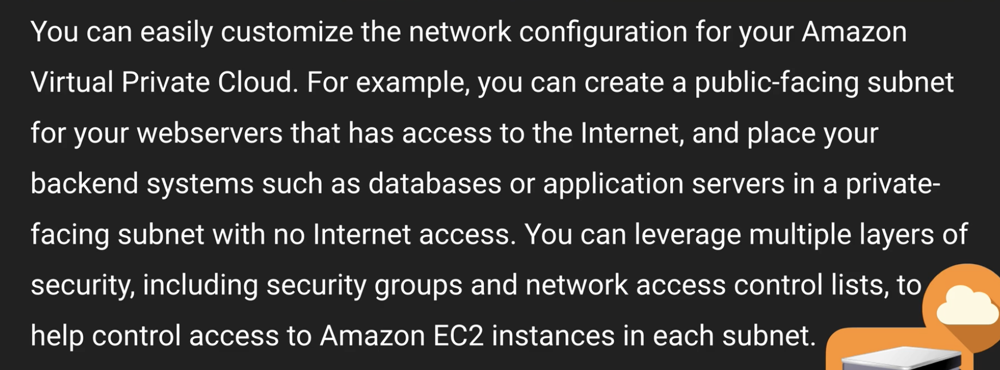 You can easily customize the network configuration for your Amazon
Virtual Private Cloud. For example, you can create a public-facing subnet
for your webservers that has access to the Internet, and place your
backend systems such as databases or application servers in a private-
facing subnet with no Internet access. You can leverage multiple layers of
security, including security groups and network access control lists, to
help control access to Amazon EC2 instances in each subnet.